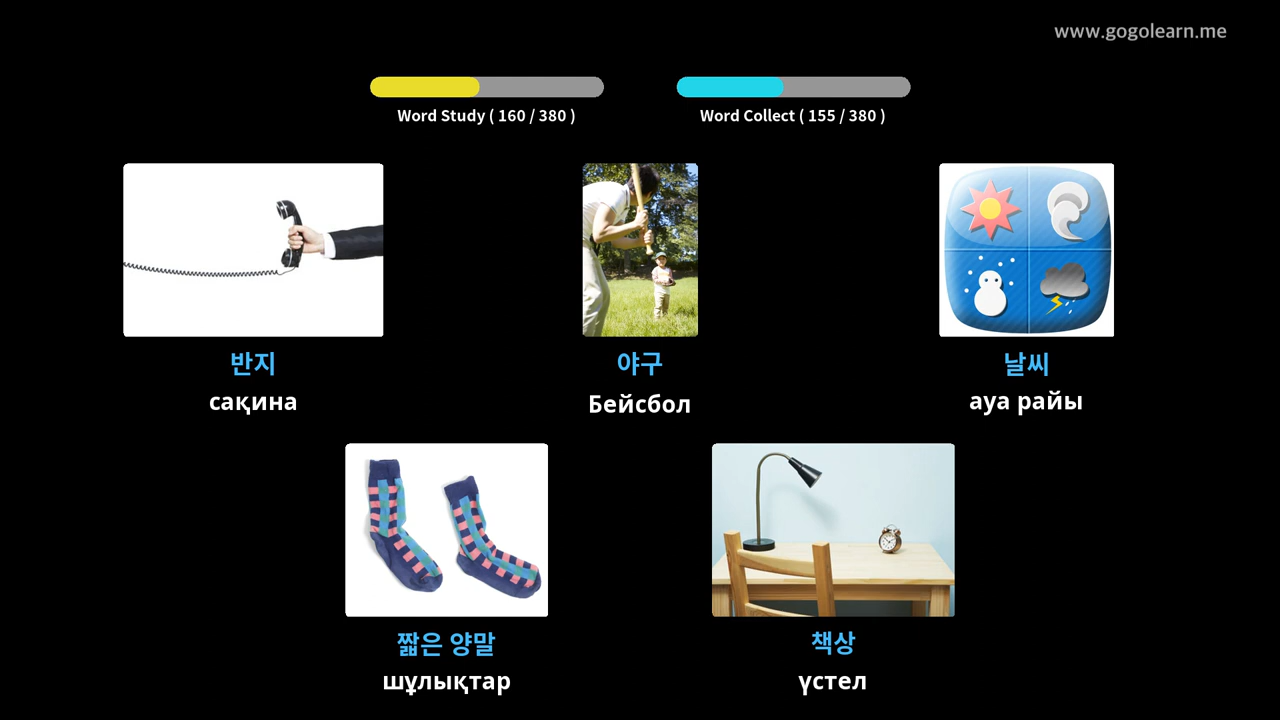 www.gogolearn.me
Word Study ( 160 / 380 )
Word Collect ( 155 / 380 )
반지
сақина
야구
Бейсбол
날씨
ауа райы
짧은 양말
шұлықтар
책상
үстел